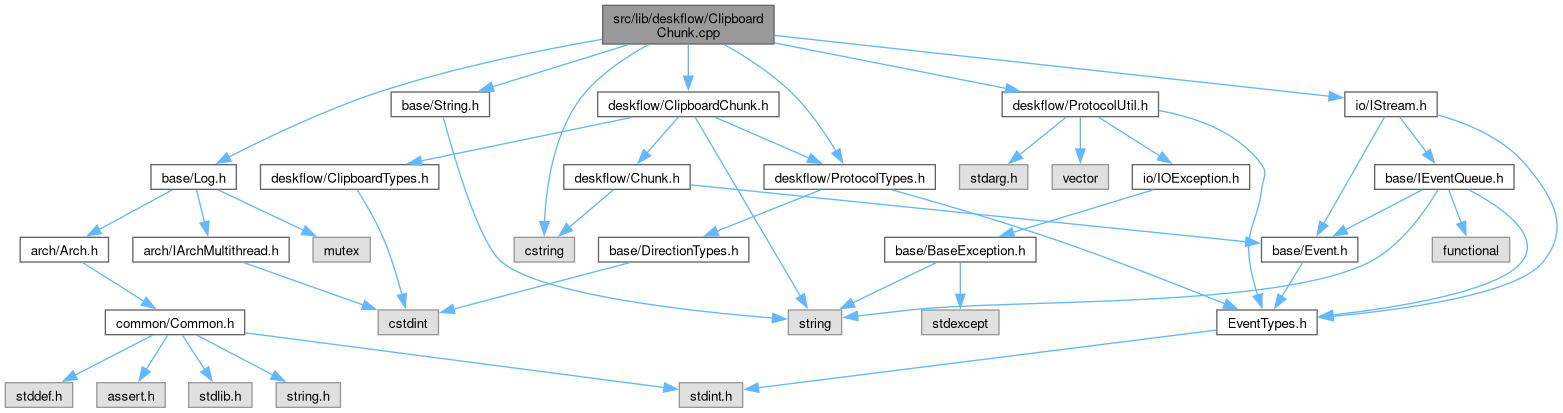 src/lib/deskflow/Clipboard
Chunk.cpp
base/String.h
deskflow/ClipboardChunk.h
deskflow/ProtocolUtil.h
io/IStream.h
base/Log.h
deskflow/ClipboardTypes.h
deskflow/Chunk.h
deskflow/ProtocolTypes.h
stdarg.h
vector
io/IOException.h
base/IEventQueue.h
arch/Arch.h
arch/IArchMultithread.h
mutex
cstring
base/DirectionTypes.h
base/BaseException.h
base/Event.h
functional
common/Common.h
cstdint
string
stdexcept
EventTypes.h
stddef.h
assert.h
stdlib.h
string.h
stdint.h